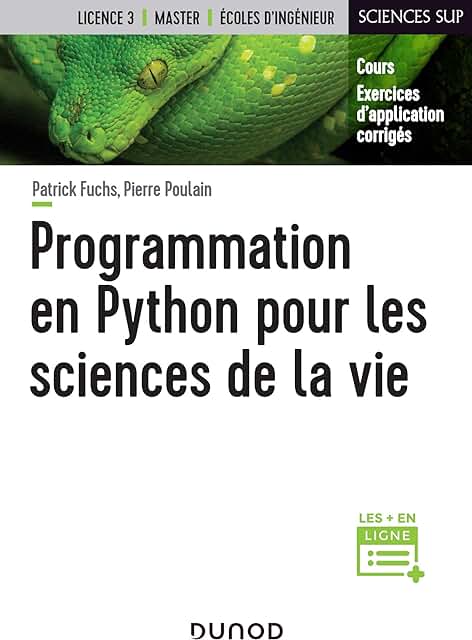 LICENCE 3 | MASTER | ÉCOLES D'INGÉNIEUR
SCIENCES SUP
Cours
Exercices
d'application
corrigés
Patrick Fuchs, Pierre Poulain
Programmation
en Python pour les
sciences de la vie
LES + EN
LIGNE
DUNOD